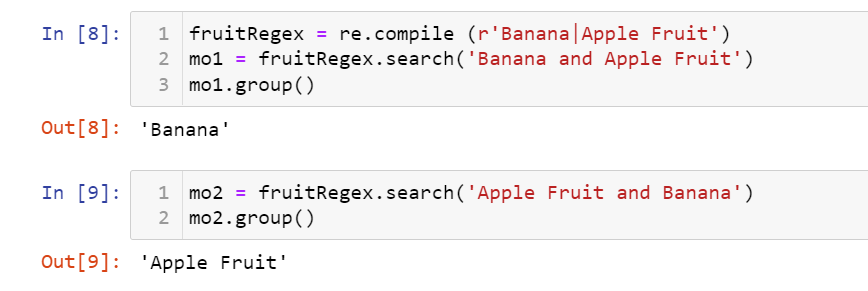 In [8]:
1 fruitRegex = re.compile (r'Banana|Apple Fruit')
2 mo1 = fruitRegex.search('Banana and Apple Fruit')
3 mo1.group()
Out[8]: 'Banana'
In [9]:
1 mo2 = fruitRegex.search('Apple Fruit and Banana')
2 mo2.group()
Out[9]: 'Apple Fruit'